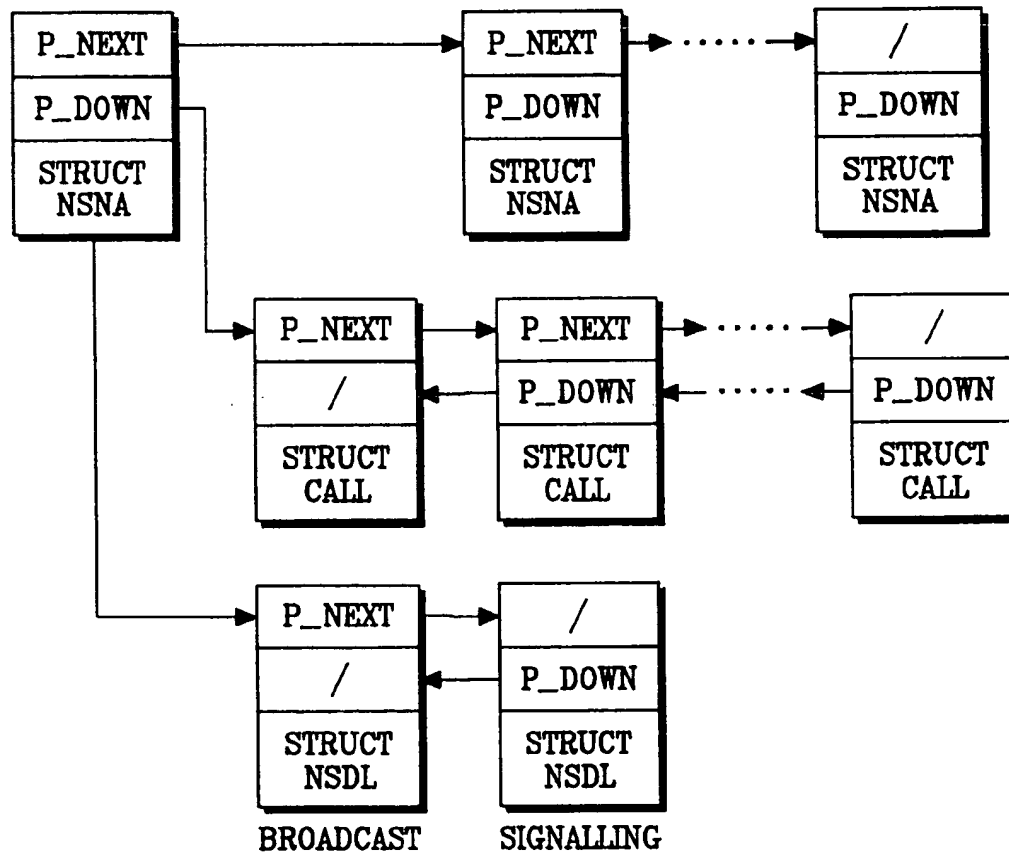 P_NEXT
P_DOWN
STRUCT
NSNA
P_NEXT
P_DOWN
STRUCT
NSNA
/
P_DOWN
STRUCT
NSNA
P_NEXT
/
STRUCT
CALL
P_NEXT
P_DOWN
STRUCT
CALL
/
P_DOWN
STRUCT
CALL
P_NEXT
/
STRUCT
NSDL
BROADCAST
/
P_DOWN
STRUCT
NSDL
SIGNALLING